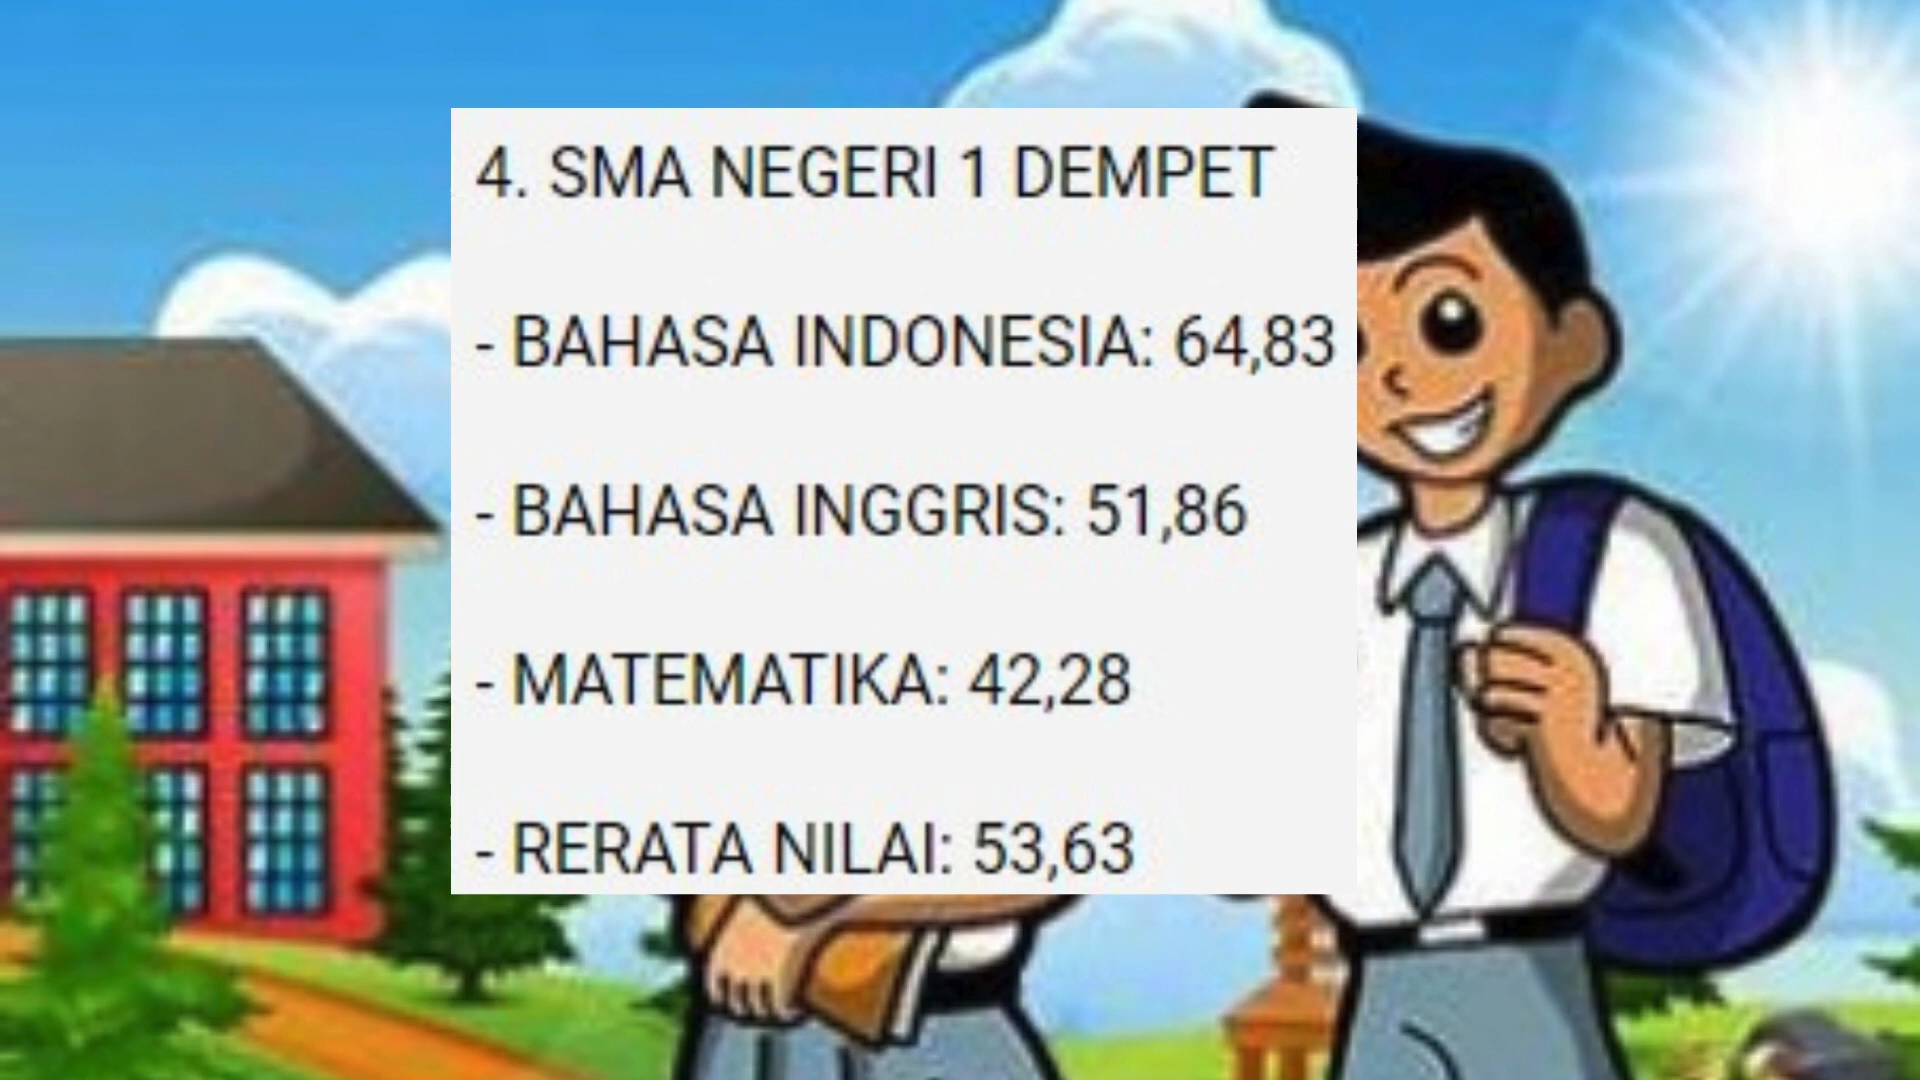 4. SMA NEGERI 1 DEMPET
- BAHASA INDONESIA: 64,83
- BAHASA INGGRIS: 51,86
- MATEMATIKA: 42,28
- RERATA NILAI: 53,63